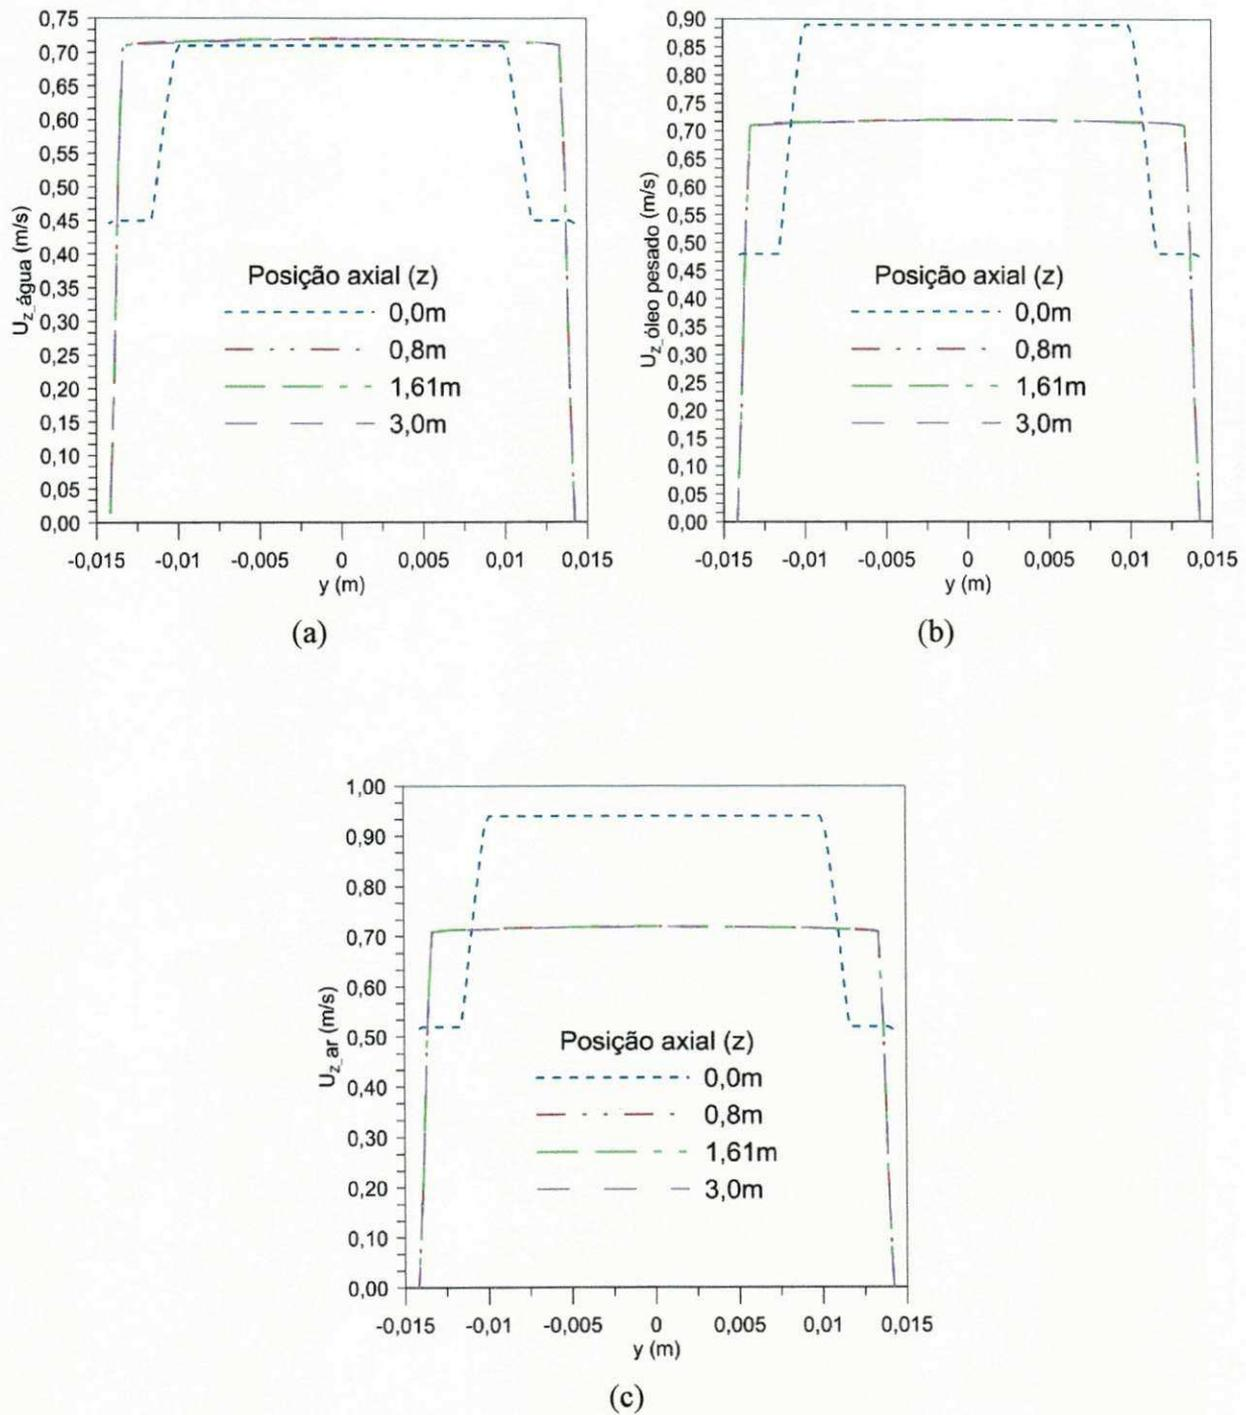 0,75
0,70
0,65
0,60
0,55
0,50
0,45
0,40
0,35
0,30
0,25
0,20
0,15
0,10
0,05
0,00
U_z_água (m/s)
Posição axial (z)
0,0m
0,8m
1,61m
3,0m
-0,015 -0,01 -0,005 0 0,005 0,01 0,015
y (m)
(a)
0,90
0,85
0,80
0,75
0,70
0,65
0,60
0,55
0,50
0,45
0,40
0,35
0,30
0,25
0,20
0,15
0,10
0,05
0,00
U_z_óleo pesado (m/s)
Posição axial (z)
0,0m
0,8m
1,61m
3,0m
-0,015 -0,01 -0,005 0 0,005 0,01 0,015
y (m)
(b)
1,00
0,90
0,80
0,70
0,60
0,50
0,40
0,30
0,20
0,10
0,00
U_z_ar (m/s)
Posição axial (z)
0,0m
0,8m
1,61m
3,0m
-0,015 -0,01 -0,005 0 0,005 0,01 0,015
y (m)
(c)